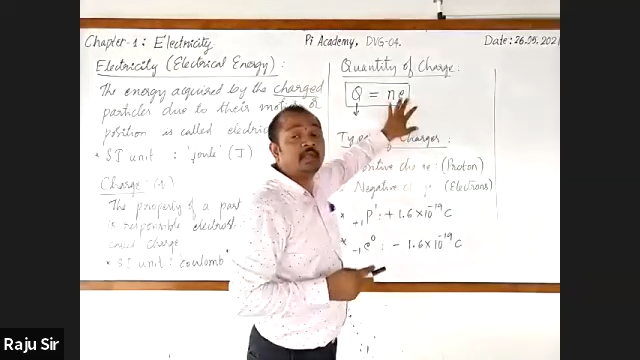 Chapter-1: Electricity
Pi Academy, DVG-04.
Date: 26.05.202
Electricity (Electrical Energy):
The energy acquired by the charged
particles due to their motion or
position is called electric
* SI unit: 'joule' (J)
Charge:
The property of a part
is responsible electrost
called charge
* SI unit: coulomb
Quantity of Charge:
Q = ne
Types of Charges:
Positive cha ge: (Proton)
Negative c ge: (Electrons)
* +1P1: +1.6×10-19 C
* -1e0: - 1.6×10-19 C
Raju Sir